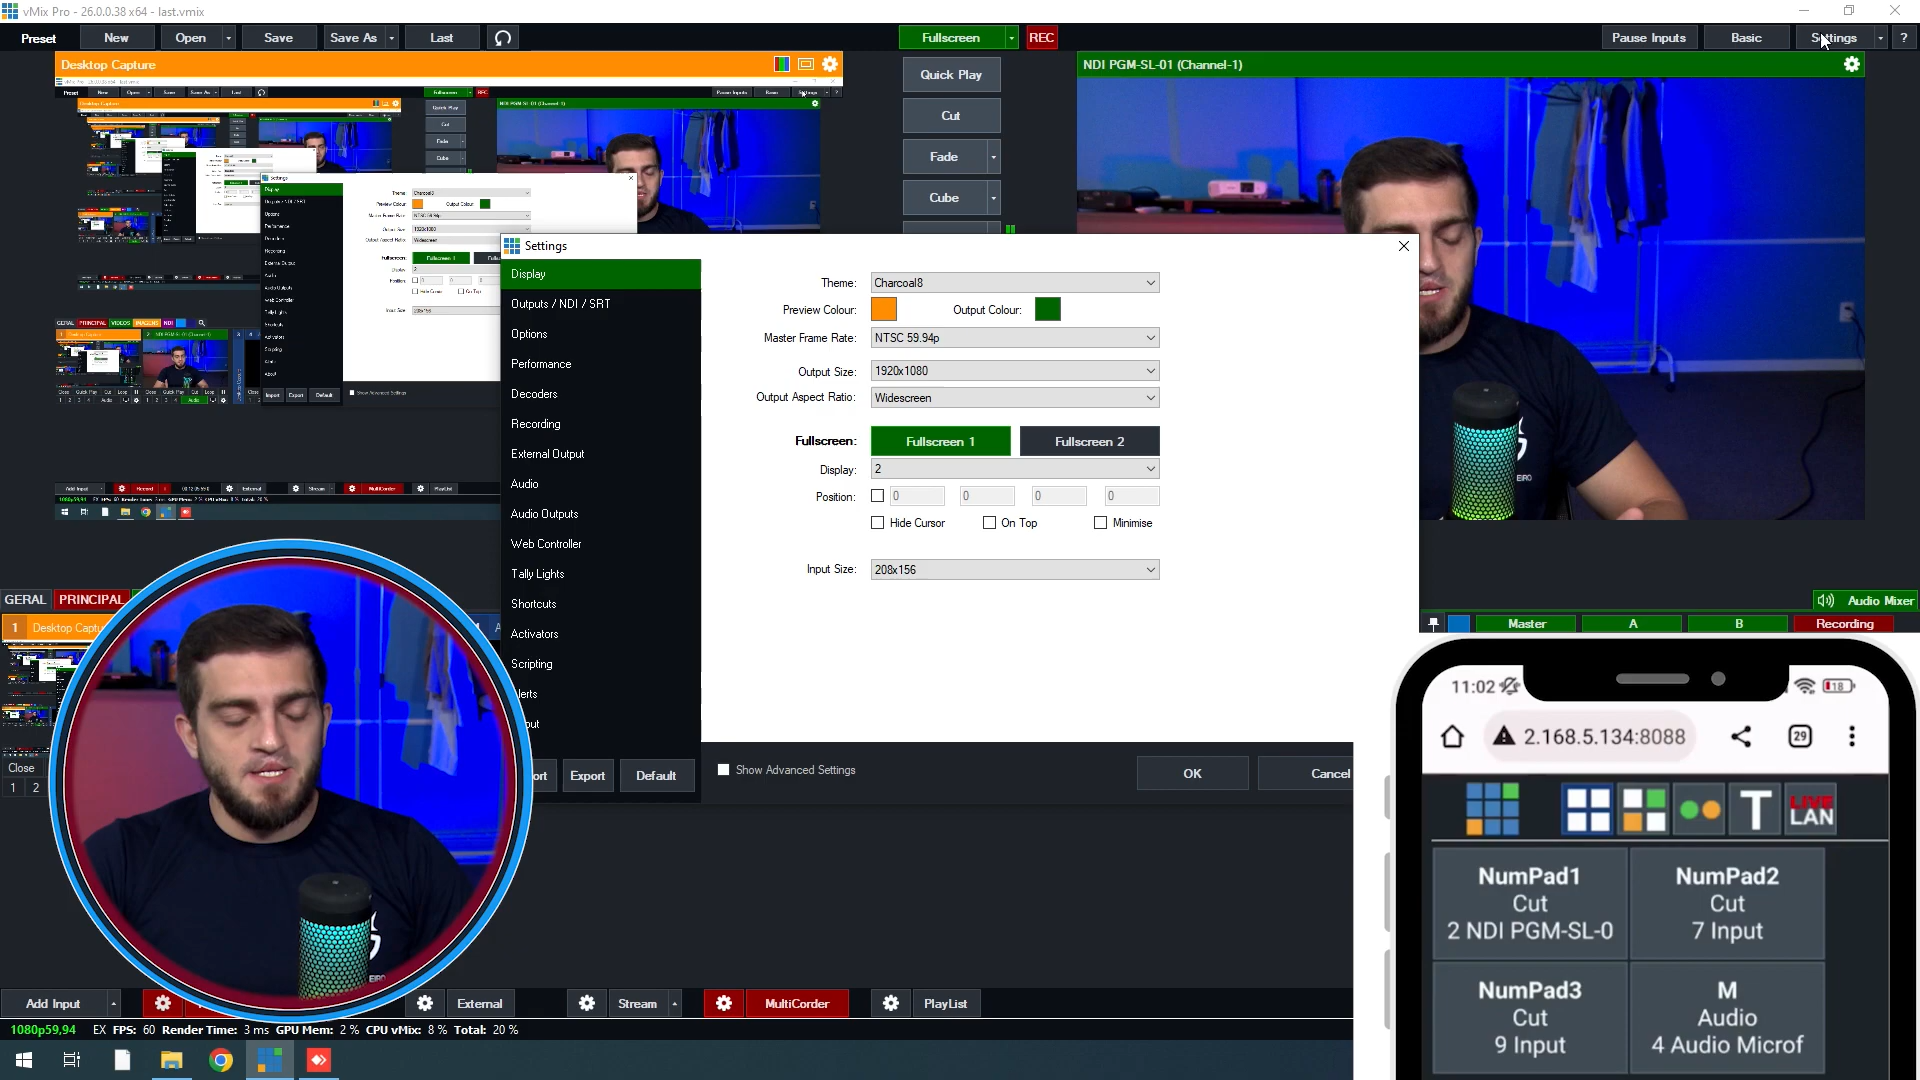 vMix Pro - 26.0.0.38 x64 - last.vmix
Preset
New
Open
Save
Save As
Last
Fullscreen
REC
Pause Inputs
Basic
Settings
?
Desktop Capture
Quick Play
Cut
Fade
Cube
NDI PGM-SL-01 (Channel-1)
Settings
Display
Outputs / NDI / SRT
Options
Performance
Decoders
Recording
External Output
Audio
Audio Outputs
Web Controller
Tally Lights
Shortcuts
Activators
Scripting
lerts
out
ort
Export
Default
Theme: Charcoal8
Preview Colour:
Output Colour:
Master Frame Rate: NTSC 59.94p
Output Size: 1920x1080
Output Aspect Ratio: Widescreen
Fullscreen: Fullscreen 1 Fullscreen 2
Display: 2
Position: 0 0 0 0
Hide Cursor On Top Minimise
Input Size: 208x156
Show Advanced Settings
OK
Cancel
GERAL PRINCIPAL
1 Desktop Captu
Close
1 2
Audio Mixer
Master A B Recording
11:02
18
2.168.5.134:8088
29
T
LIVE
LAN
NumPad1
Cut
2 NDI PGM-SL-0
NumPad2
Cut
7 Input
NumPad3
Cut
9 Input
M
Audio
4 Audio Microf
Add Input
External
Stream
MultiCorder
PlayList
1080p59,94 EX FPS: 60 Render Time: 3 ms GPU Mem: 2 % CPU vMix: 8 % Total: 20 %